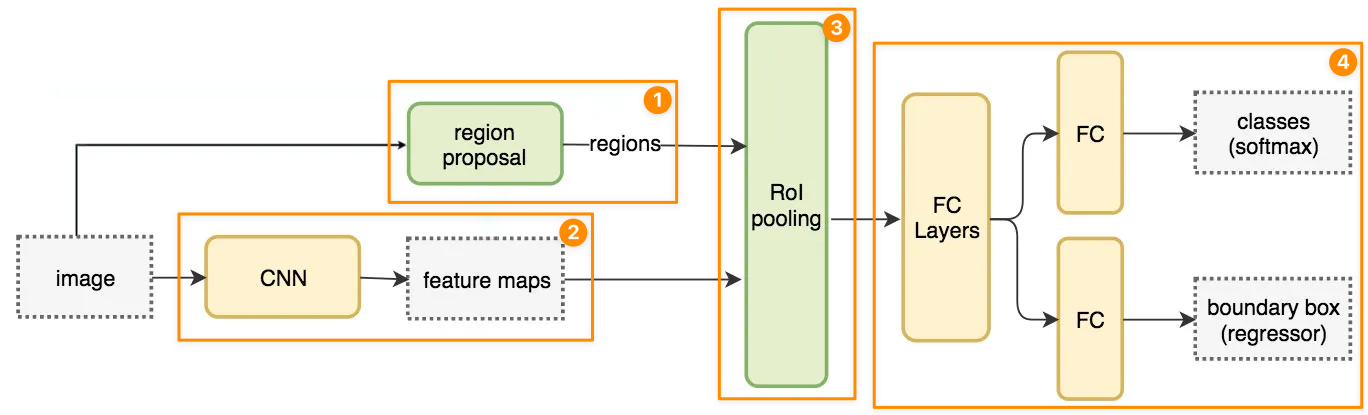 1
region
proposal
regions
2
image
CNN
feature maps
3
RoI
pooling
4
FC
Layers
FC
classes
(softmax)
FC
boundary box
(regressor)